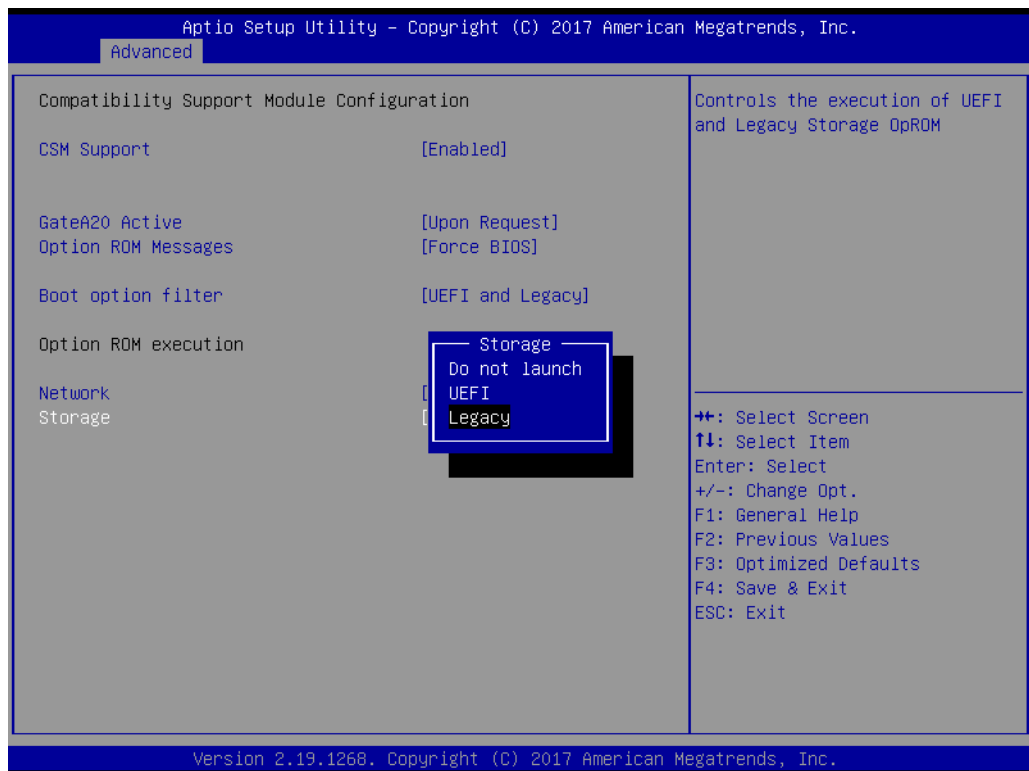 Aptio Setup Utility – Copyright (C) 2017 American Megatrends, Inc.
Advanced
Compatibility Support Module Configuration
CSM Support [Enabled]
GateA20 Active [Upon Request]
Option ROM Messages [Force BIOS]
Boot option filter [UEFI and Legacy]
Option ROM execution
Network [
Storage [
Storage
Do not launch
UEFI
Legacy
Controls the execution of UEFI
and Legacy Storage OpROM
→←: Select Screen
↑↓: Select Item
Enter: Select
+/-: Change Opt.
F1: General Help
F2: Previous Values
F3: Optimized Defaults
F4: Save & Exit
ESC: Exit
Version 2.19.1268. Copyright (C) 2017 American Megatrends, Inc.